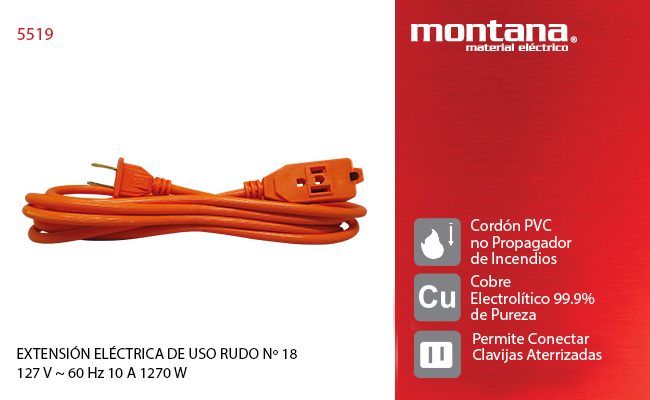 5519
montana®
material eléctrico
Cordón PVC
no Propagador
de Incendios
Cu
Cobre
Electrolítico 99.9%
de Pureza
Permite Conectar
Clavijas Aterrizadas
EXTENSIÓN ELÉCTRICA DE USO RUDO Nº 18
127 V ~ 60 Hz 10 A 1270 W